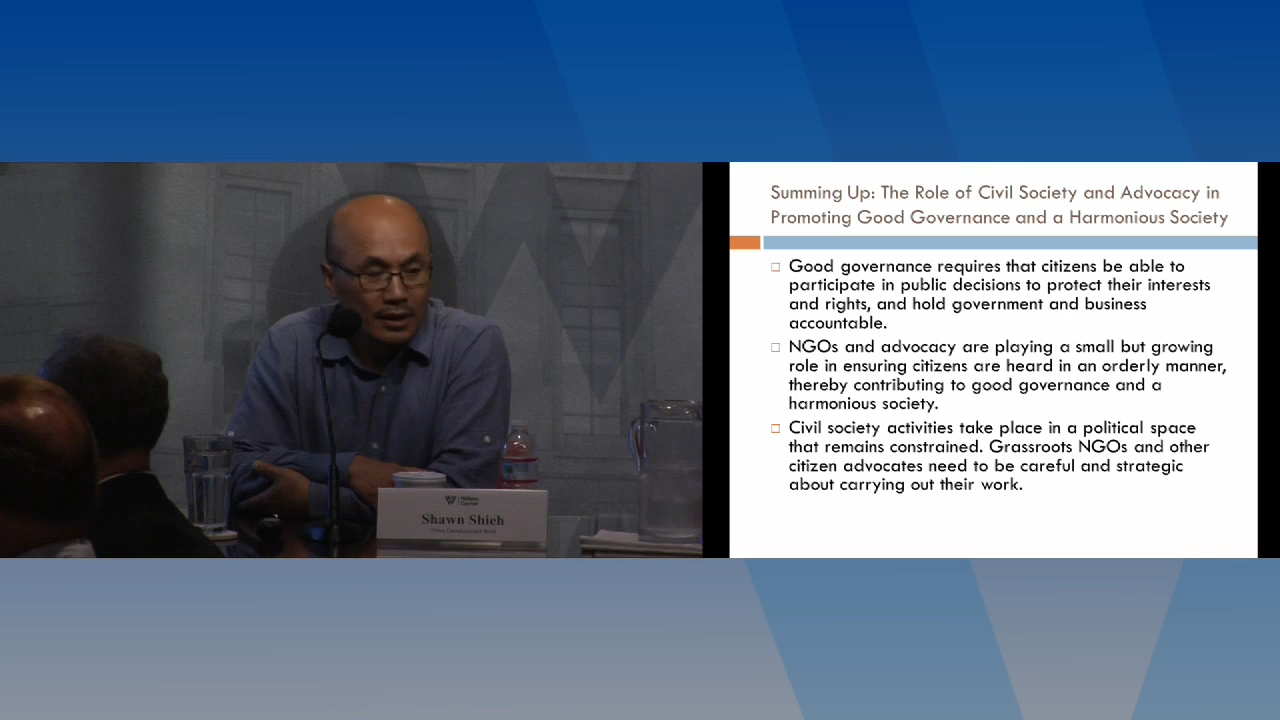 Summing Up: The Role of Civil Society and Advocacy in
Promoting Good Governance and a Harmonious Society
Good governance requires that citizens be able to
participate in public decisions to protect their interests
and rights, and hold government and business
accountable.
NGOs and advocacy are playing a small but growing
role in ensuring citizens are heard in an orderly manner,
thereby contributing to good governance and a
harmonious society.
Civil society activities take place in a political space
that remains constrained. Grassroots NGOs and other
citizen advocates need to be careful and strategic
about carrying out their work.
Wilson
Center
Shawn Shieh
China Development Brief